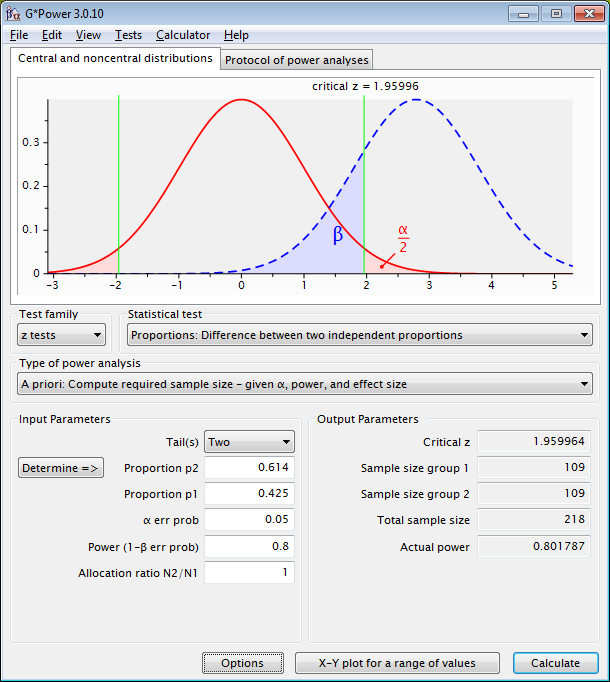 G*Power 3.0.10
File Edit View Tests Calculator Help
Central and noncentral distributions Protocol of power analyses
critical z = 1.95996
0.3
0.2
0.1
0
β
α
2
-3 -2 -1 0 1 2 3 4 5
Test family Statistical test
z tests Proportions: Difference between two independent proportions
Type of power analysis
A priori: Compute required sample size - given α, power, and effect size
Input Parameters Output Parameters
Tail(s) Two Critical z 1.959964
Determine => Proportion p2 0.614 Sample size group 1 109
Proportion p1 0.425 Sample size group 2 109
α err prob 0.05 Total sample size 218
Power (1-β err prob) 0.8 Actual power 0.801787
Allocation ratio N2/N1 1
Options X-Y plot for a range of values Calculate